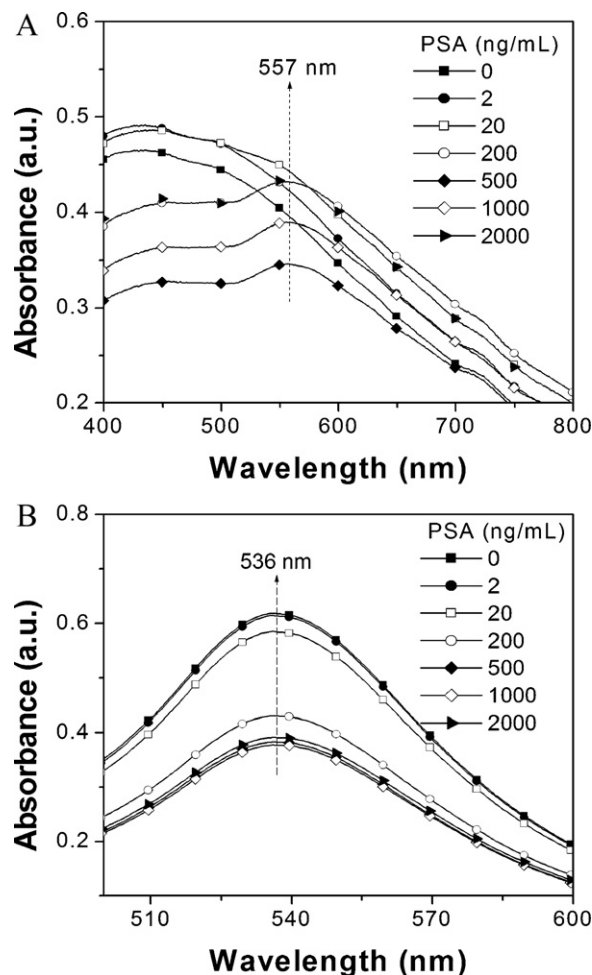 A
PSA (ng/mL)
0
2
20
200
500
1000
2000
557 nm
0.6
0.5
0.4
0.3
0.2
Absorbance (a.u.)
400 500 600 700 800
Wavelength (nm)
B
PSA (ng/mL)
0
2
20
200
500
1000
2000
536 nm
0.8
0.6
0.4
0.2
Absorbance (a.u.)
510 540 570 600
Wavelength (nm)